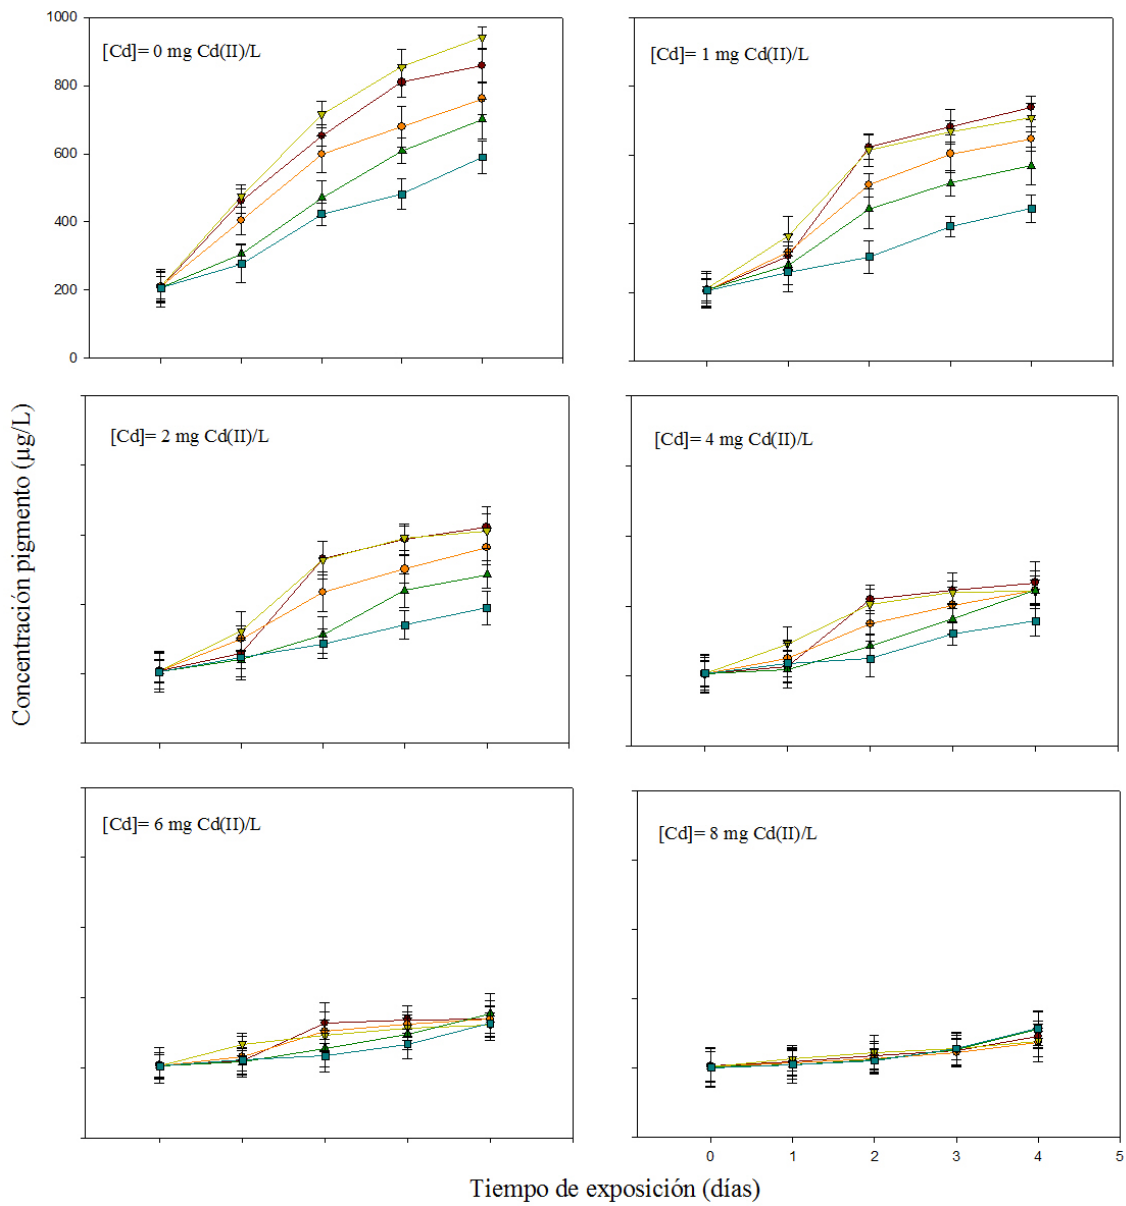 [Cd]= 0 mg Cd(II)/L
[Cd]= 1 mg Cd(II)/L
1000
800
600
400
200
0
[Cd]= 2 mg Cd(II)/L
[Cd]= 4 mg Cd(II)/L
Concentración pigmento (µg/L)
[Cd]= 6 mg Cd(II)/L
[Cd]= 8 mg Cd(II)/L
0 1 2 3 4 5
Tiempo de exposición (días)